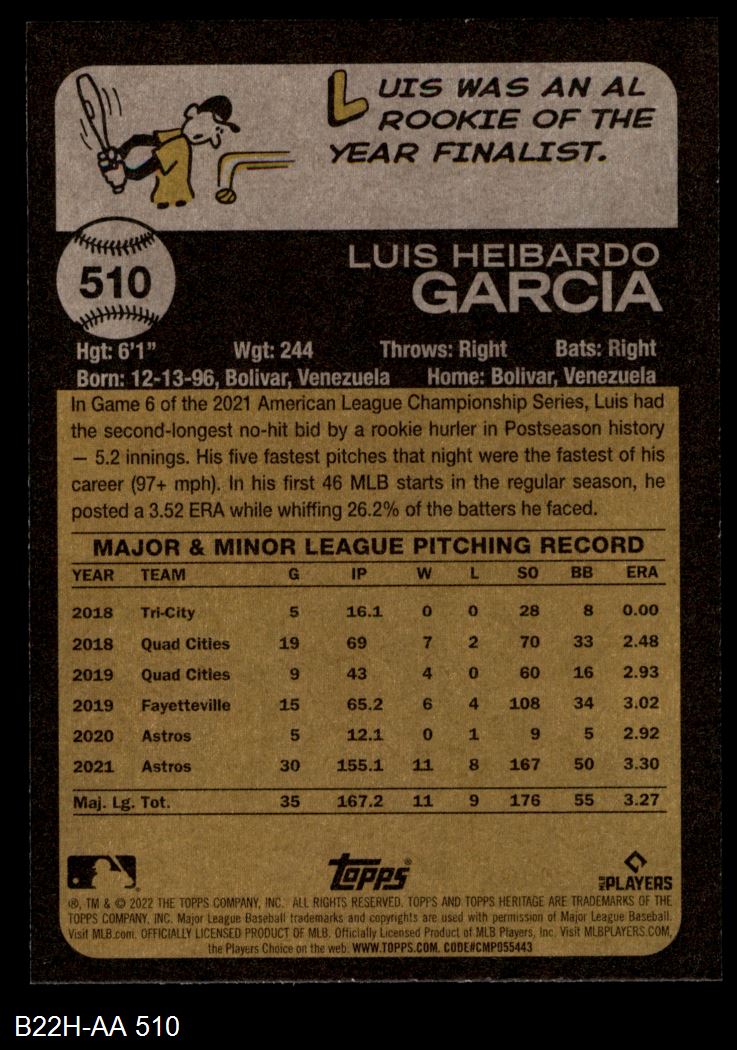 LUIS WAS AN AL
ROOKIE OF THE
YEAR FINALIST.
510
LUIS HEIBARDO
GARCIA
Hgt: 6'1" Wgt: 244 Throws: Right Bats: Right
Born: 12-13-96, Bolivar, Venezuela Home: Bolivar, Venezuela
In Game 6 of the 2021 American League Championship Series, Luis had
the second-longest no-hit bid by a rookie hurler in Postseason history
— 5.2 innings. His five fastest pitches that night were the fastest of his
career (97+ mph). In his first 46 MLB starts in the regular season, he
posted a 3.52 ERA while whiffing 26.2% of the batters he faced.
MAJOR & MINOR LEAGUE PITCHING RECORD
YEAR TEAM G IP W L SO BB ERA
2018 Tri-City 5 16.1 0 0 28 8 0.00
2018 Quad Cities 19 69 7 2 70 33 2.48
2019 Quad Cities 9 43 4 0 60 16 2.93
2019 Fayetteville 15 65.2 6 4 108 34 3.02
2020 Astros 5 12.1 0 1 9 5 2.92
2021 Astros 30 155.1 11 8 167 50 3.30
Maj. Lg. Tot. 35 167.2 11 9 176 55 3.27
Topps®
PLAYERS
®, TM & © 2022 THE TOPPS COMPANY, INC. ALL RIGHTS RESERVED. TOPPS AND TOPPS HERITAGE ARE TRADEMARKS OF THE
TOPPS COMPANY, INC. Major League Baseball trademarks and copyrights are used with permission of Major League Baseball.
Visit MLB.com. OFFICIALLY LICENSED PRODUCT OF MLB. Officially Licensed Product of MLB Players, Inc. Visit MLBPLAYERS.COM,
the Players Choice on the web. WWW.TOPPS.COM. CODE#CMP055443
B22H-AA 510